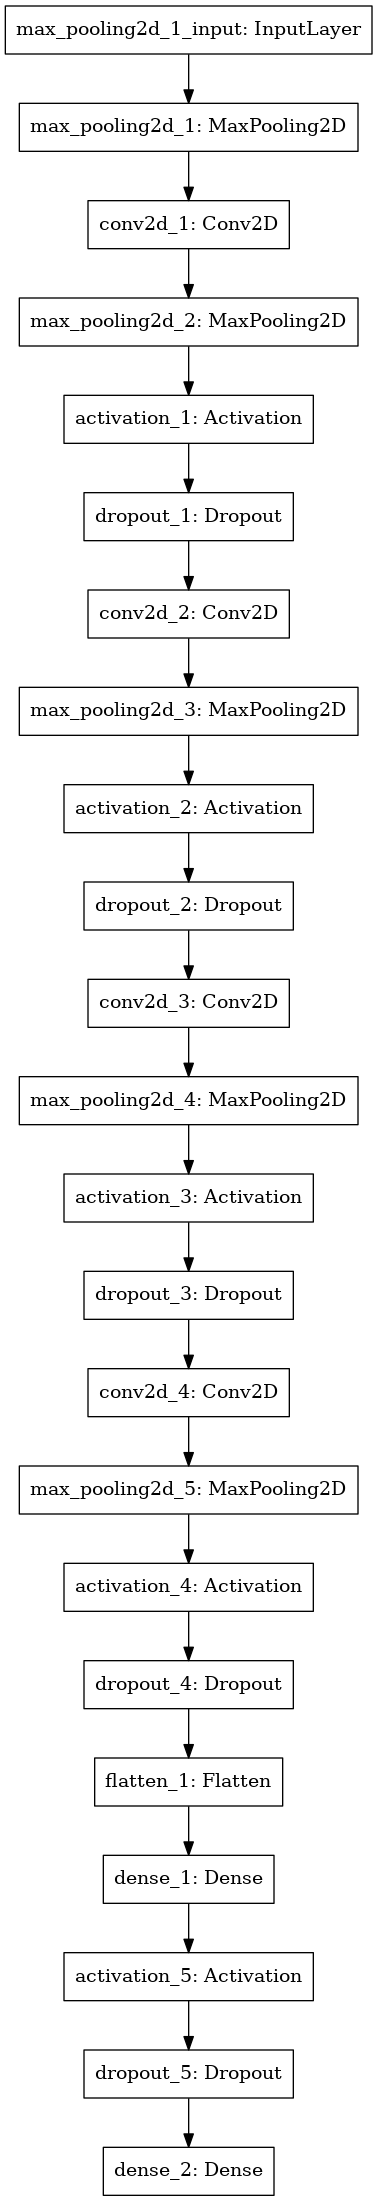 max_pooling2d_1_input: InputLayer
max_pooling2d_1: MaxPooling2D
conv2d_1: Conv2D
max_pooling2d_2: MaxPooling2D
activation_1: Activation
dropout_1: Dropout
conv2d_2: Conv2D
max_pooling2d_3: MaxPooling2D
activation_2: Activation
dropout_2: Dropout
conv2d_3: Conv2D
max_pooling2d_4: MaxPooling2D
activation_3: Activation
dropout_3: Dropout
conv2d_4: Conv2D
max_pooling2d_5: MaxPooling2D
activation_4: Activation
dropout_4: Dropout
flatten_1: Flatten
dense_1: Dense
activation_5: Activation
dropout_5: Dropout
dense_2: Dense